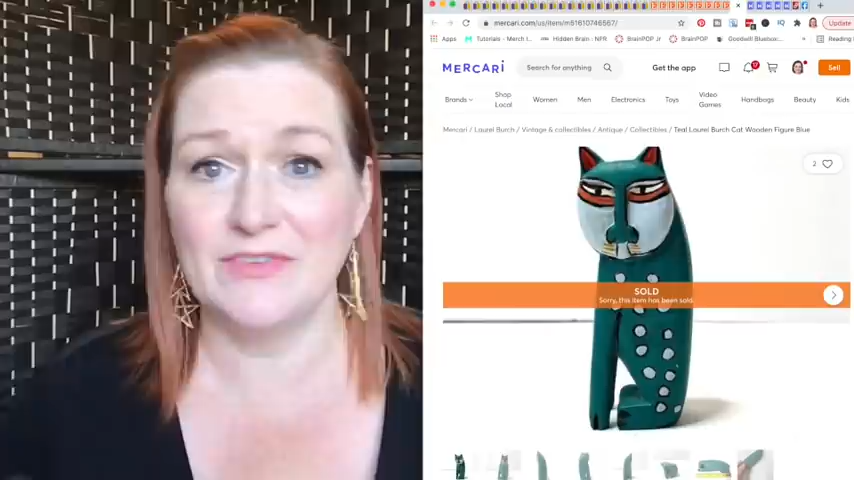 mercari.com/us/item/m61610746567/
Update
Apps
Tutorials - Merch I...
Hidden Brain : NPR
BrainPOP Jr
BrainPOP
Goodwill Bluebox:...
Reading
MERCARI
Search for anything
Get the app
Sell
Brands
Shop Local
Women
Men
Electronics
Toys
Video Games
Handbags
Beauty
Kids
Mercari / Laurel Burch / Vintage & collectibles / Antique / Collectibles / Teal Laurel Burch Cat Wooden Figure Blue
2
SOLD
Sorry, this item has been sold.